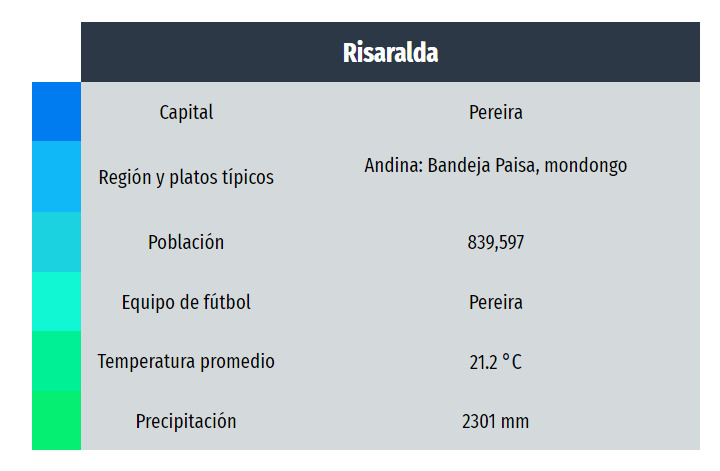 Risaralda
Capital Pereira
Región y platos típicos Andina: Bandeja Paisa, mondongo
Población 839,597
Equipo de fútbol Pereira
Temperatura promedio 21.2 °C
Precipitación 2301 mm